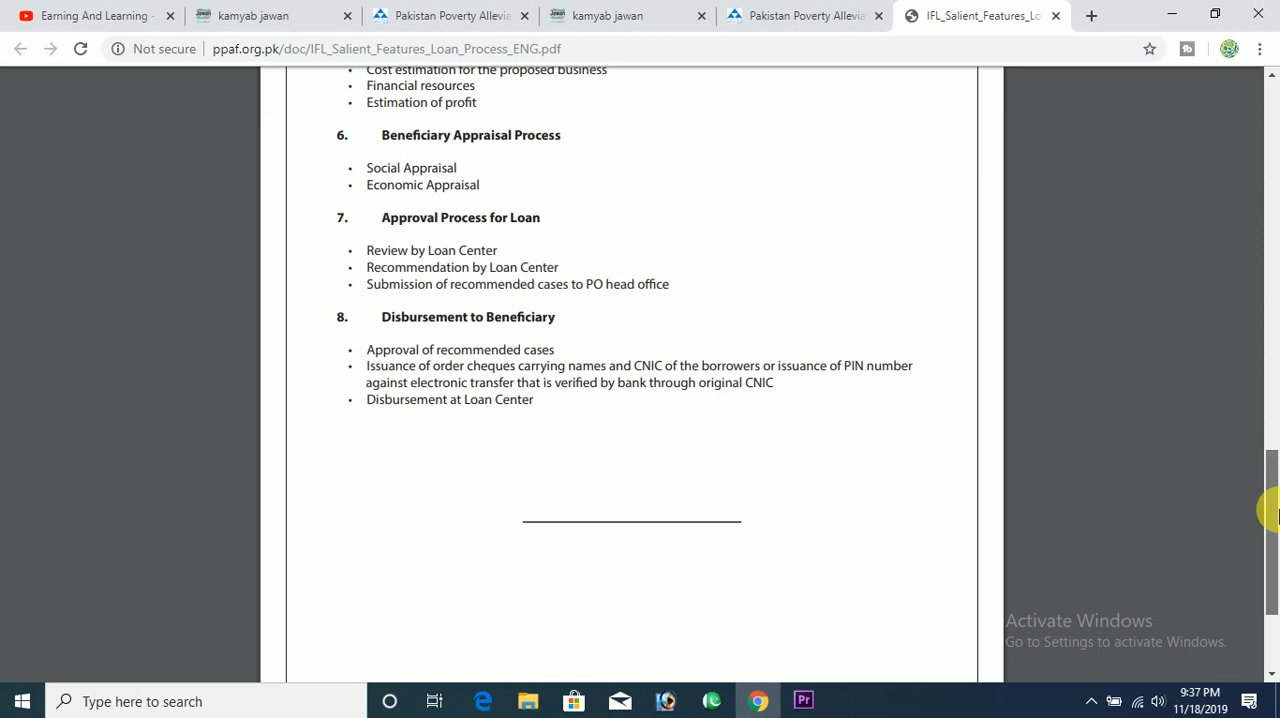 Earning And Learning -
kamyab jawan
Pakistan Poverty Allevia
kamyab jawan
Pakistan Poverty Allevia
IFL_Salient_Features_Lo
Not secure
ppaf.org.pk/doc/IFL_Salient_Features_Loan_Process_ENG.pdf
• Cost estimation for the proposed business
• Financial resources
• Estimation of profit
6. Beneficiary Appraisal Process
• Social Appraisal
• Economic Appraisal
7. Approval Process for Loan
• Review by Loan Center
• Recommendation by Loan Center
• Submission of recommended cases to PO head office
8. Disbursement to Beneficiary
• Approval of recommended cases
• Issuance of order cheques carrying names and CNIC of the borrowers or issuance of PIN number
against electronic transfer that is verified by bank through original CNIC
• Disbursement at Loan Center
Activate Windows
Go to Settings to activate Windows.
Type here to search
Pr
9:37 PM
11/18/2019